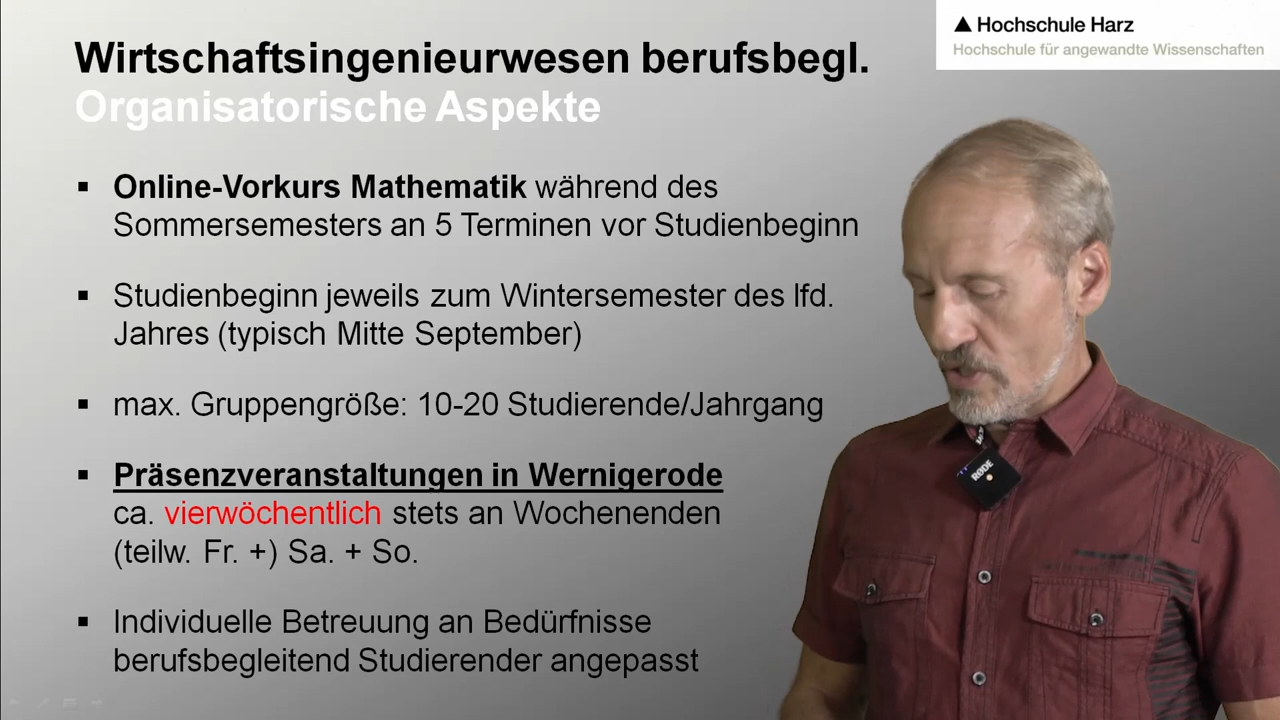 Wirtschaftsingenieurwesen berufsbegl.
Organisatorische Aspekte
▲ Hochschule Harz
Hochschule für angewandte Wissenschaften
▪ Online-Vorkurs Mathematik während des
Sommersemesters an 5 Terminen vor Studienbeginn
▪ Studienbeginn jeweils zum Wintersemester des lfd.
Jahres (typisch Mitte September)
▪ max. Gruppengröße: 10-20 Studierende/Jahrgang
▪ Präsenzveranstaltungen in Wernigerode
ca. vierwöchentlich stets an Wochenenden
(teilw. Fr. +) Sa. + So.
▪ Individuelle Betreuung an Bedürfnisse
berufsbegleitend Studierender angepasst
RØDE